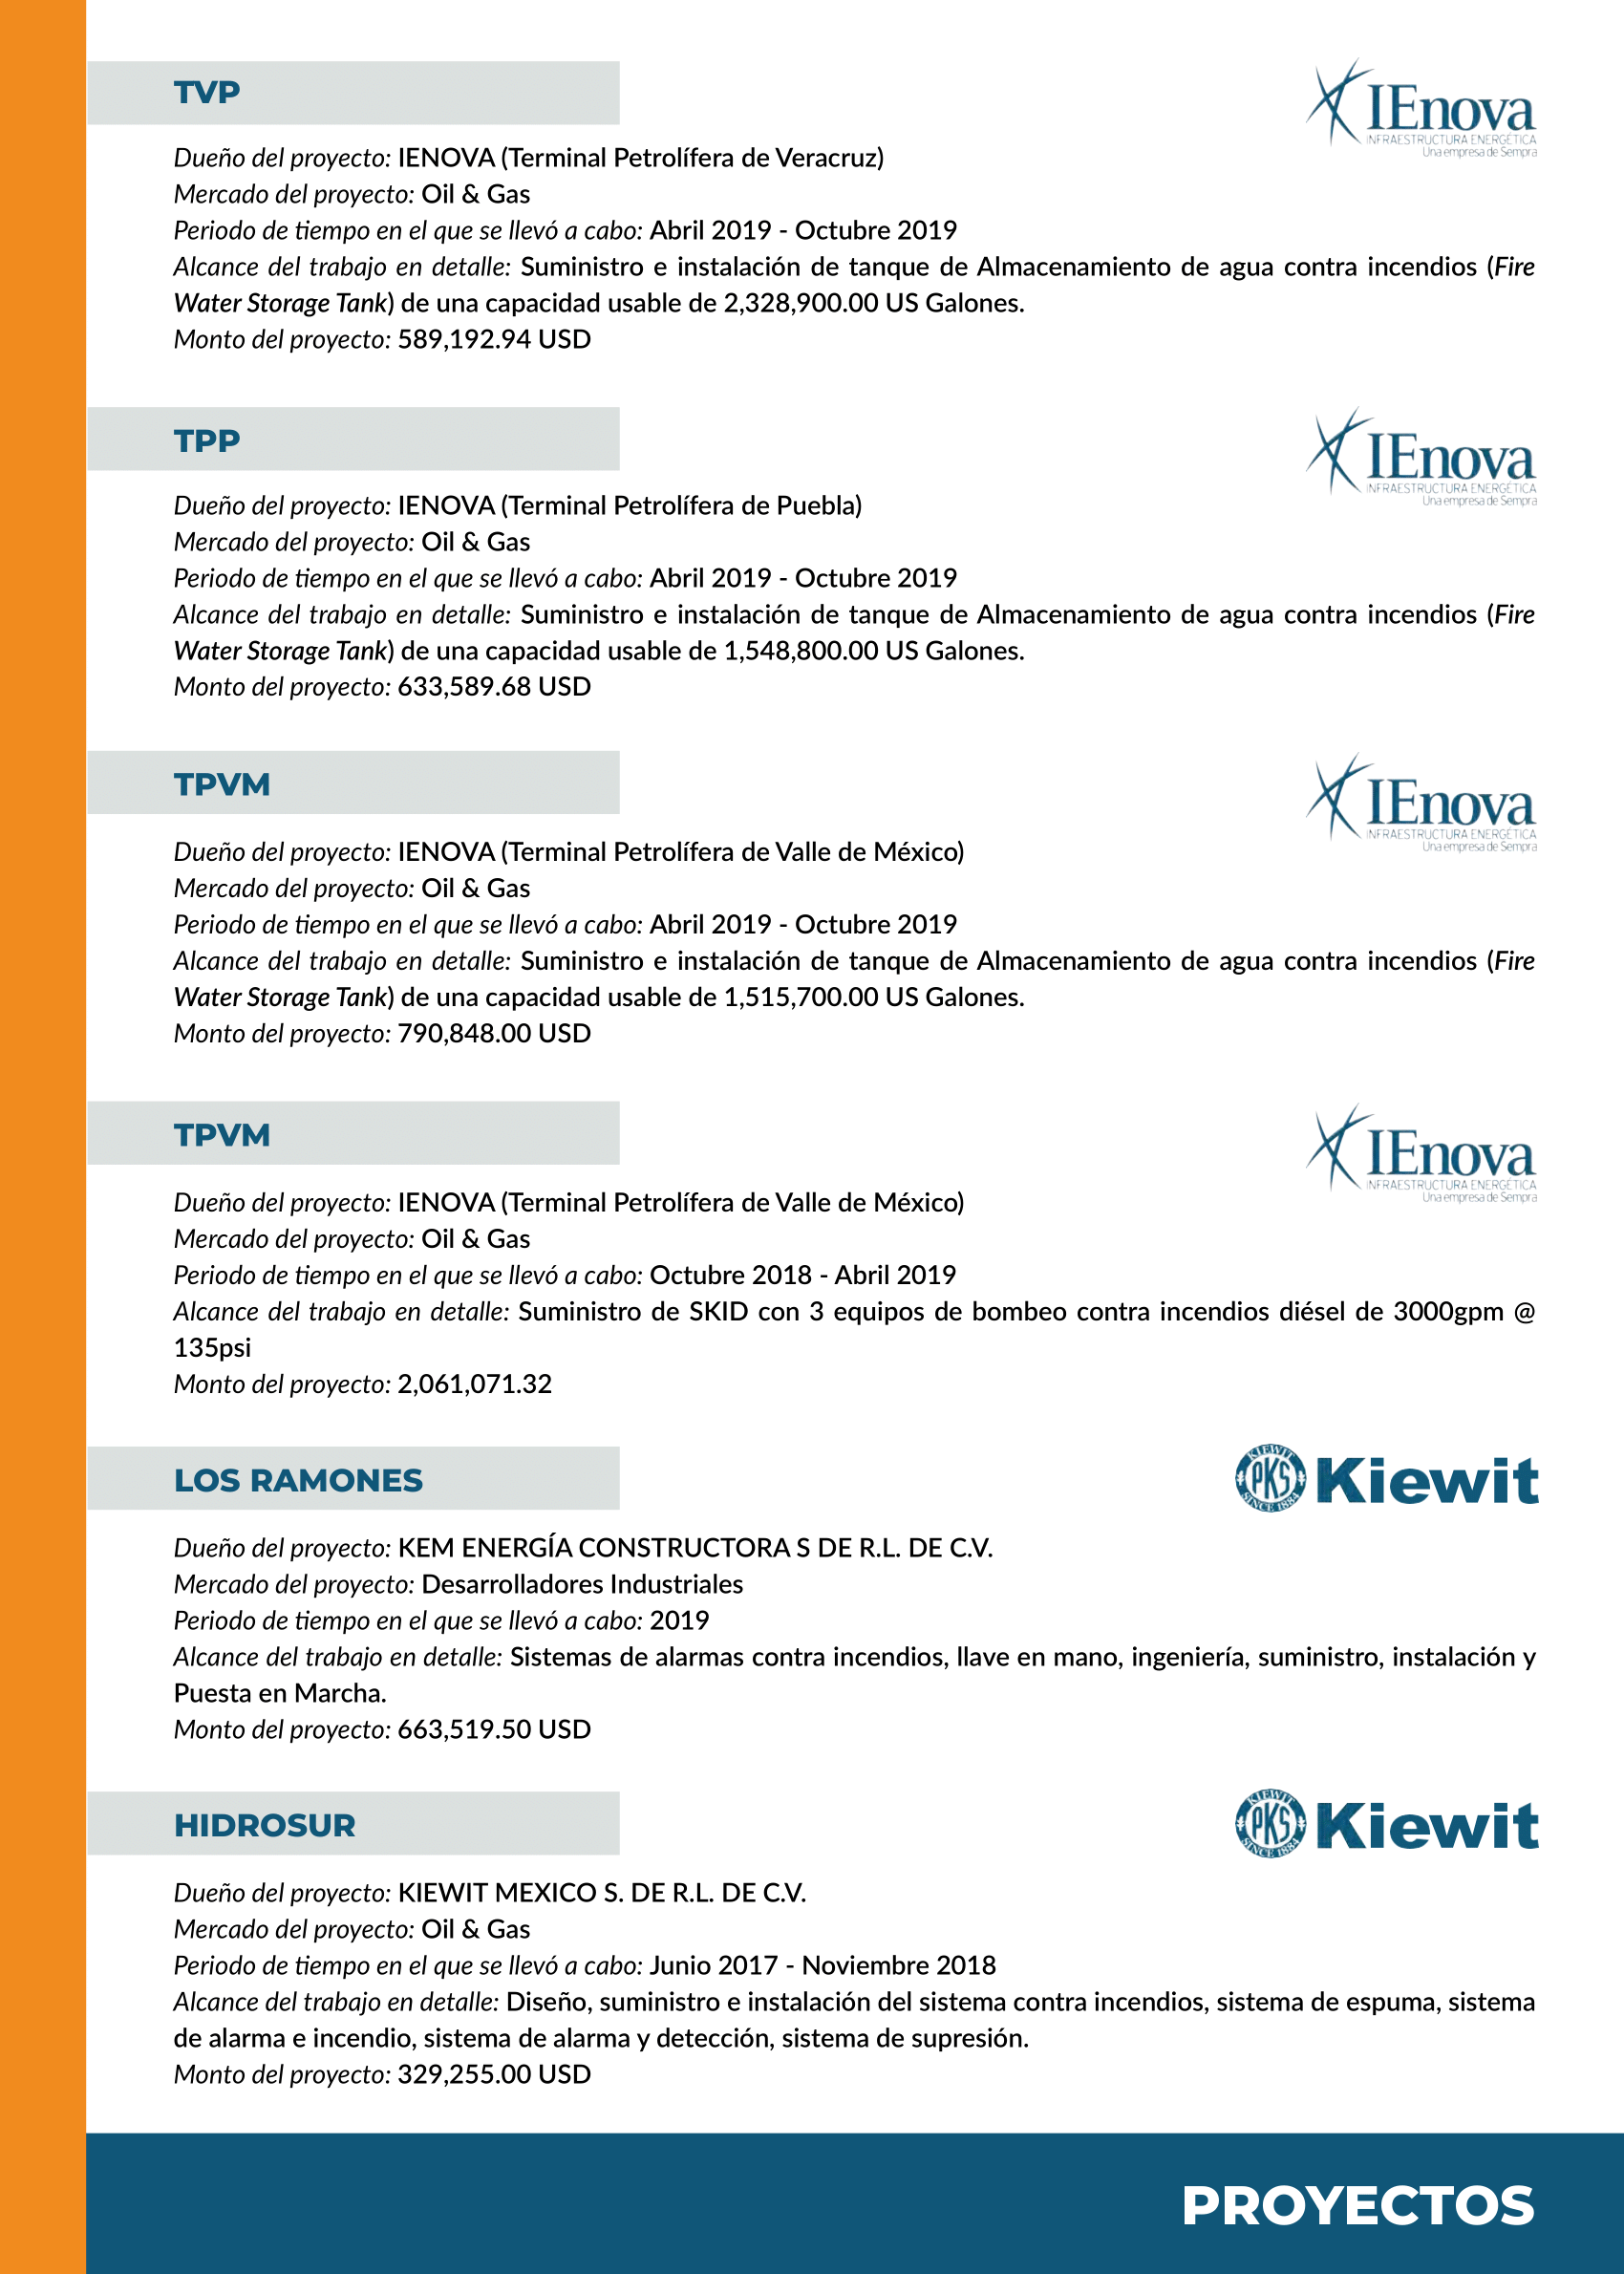 TVP
IEnova
INFRAESTRUCTURA ENERGÉTICA
Una empresa de Sempra
Dueño del proyecto: IENOVA (Terminal Petrolífera de Veracruz)
Mercado del proyecto: Oil & Gas
Periodo de tiempo en el que se llevó a cabo: Abril 2019 - Octubre 2019
Alcance del trabajo en detalle: Suministro e instalación de tanque de Almacenamiento de agua contra incendios (Fire
Water Storage Tank) de una capacidad usable de 2,328,900.00 US Galones.
Monto del proyecto: 589,192.94 USD
TPP
IEnova
INFRAESTRUCTURA ENERGÉTICA
Una empresa de Sempra
Dueño del proyecto: IENOVA (Terminal Petrolífera de Puebla)
Mercado del proyecto: Oil & Gas
Periodo de tiempo en el que se llevó a cabo: Abril 2019 - Octubre 2019
Alcance del trabajo en detalle: Suministro e instalación de tanque de Almacenamiento de agua contra incendios (Fire
Water Storage Tank) de una capacidad usable de 1,548,800.00 US Galones.
Monto del proyecto: 633,589.68 USD
TPVM
IEnova
INFRAESTRUCTURA ENERGÉTICA
Una empresa de Sempra
Dueño del proyecto: IENOVA (Terminal Petrolífera de Valle de México)
Mercado del proyecto: Oil & Gas
Periodo de tiempo en el que se llevó a cabo: Abril 2019 - Octubre 2019
Alcance del trabajo en detalle: Suministro e instalación de tanque de Almacenamiento de agua contra incendios (Fire
Water Storage Tank) de una capacidad usable de 1,515,700.00 US Galones.
Monto del proyecto: 790,848.00 USD
TPVM
IEnova
INFRAESTRUCTURA ENERGÉTICA
Una empresa de Sempra
Dueño del proyecto: IENOVA (Terminal Petrolífera de Valle de México)
Mercado del proyecto: Oil & Gas
Periodo de tiempo en el que se llevó a cabo: Octubre 2018 - Abril 2019
Alcance del trabajo en detalle: Suministro de SKID con 3 equipos de bombeo contra incendios diésel de 3000gpm @
135psi
Monto del proyecto: 2,061,071.32
LOS RAMONES
KIEWIT
PKS
SINCE 1884
Kiewit
Dueño del proyecto: KEM ENERGÍA CONSTRUCTORA S DE R.L. DE C.V.
Mercado del proyecto: Desarrolladores Industriales
Periodo de tiempo en el que se llevó a cabo: 2019
Alcance del trabajo en detalle: Sistemas de alarmas contra incendios, llave en mano, ingeniería, suministro, instalación y
Puesta en Marcha.
Monto del proyecto: 663,519.50 USD
HIDROSUR
KIEWIT
PKS
SINCE 1884
Kiewit
Dueño del proyecto: KIEWIT MEXICO S. DE R.L. DE C.V.
Mercado del proyecto: Oil & Gas
Periodo de tiempo en el que se llevó a cabo: Junio 2017 - Noviembre 2018
Alcance del trabajo en detalle: Diseño, suministro e instalación del sistema contra incendios, sistema de espuma, sistema
de alarma e incendio, sistema de alarma y detección, sistema de supresión.
Monto del proyecto: 329,255.00 USD
PROYECTOS